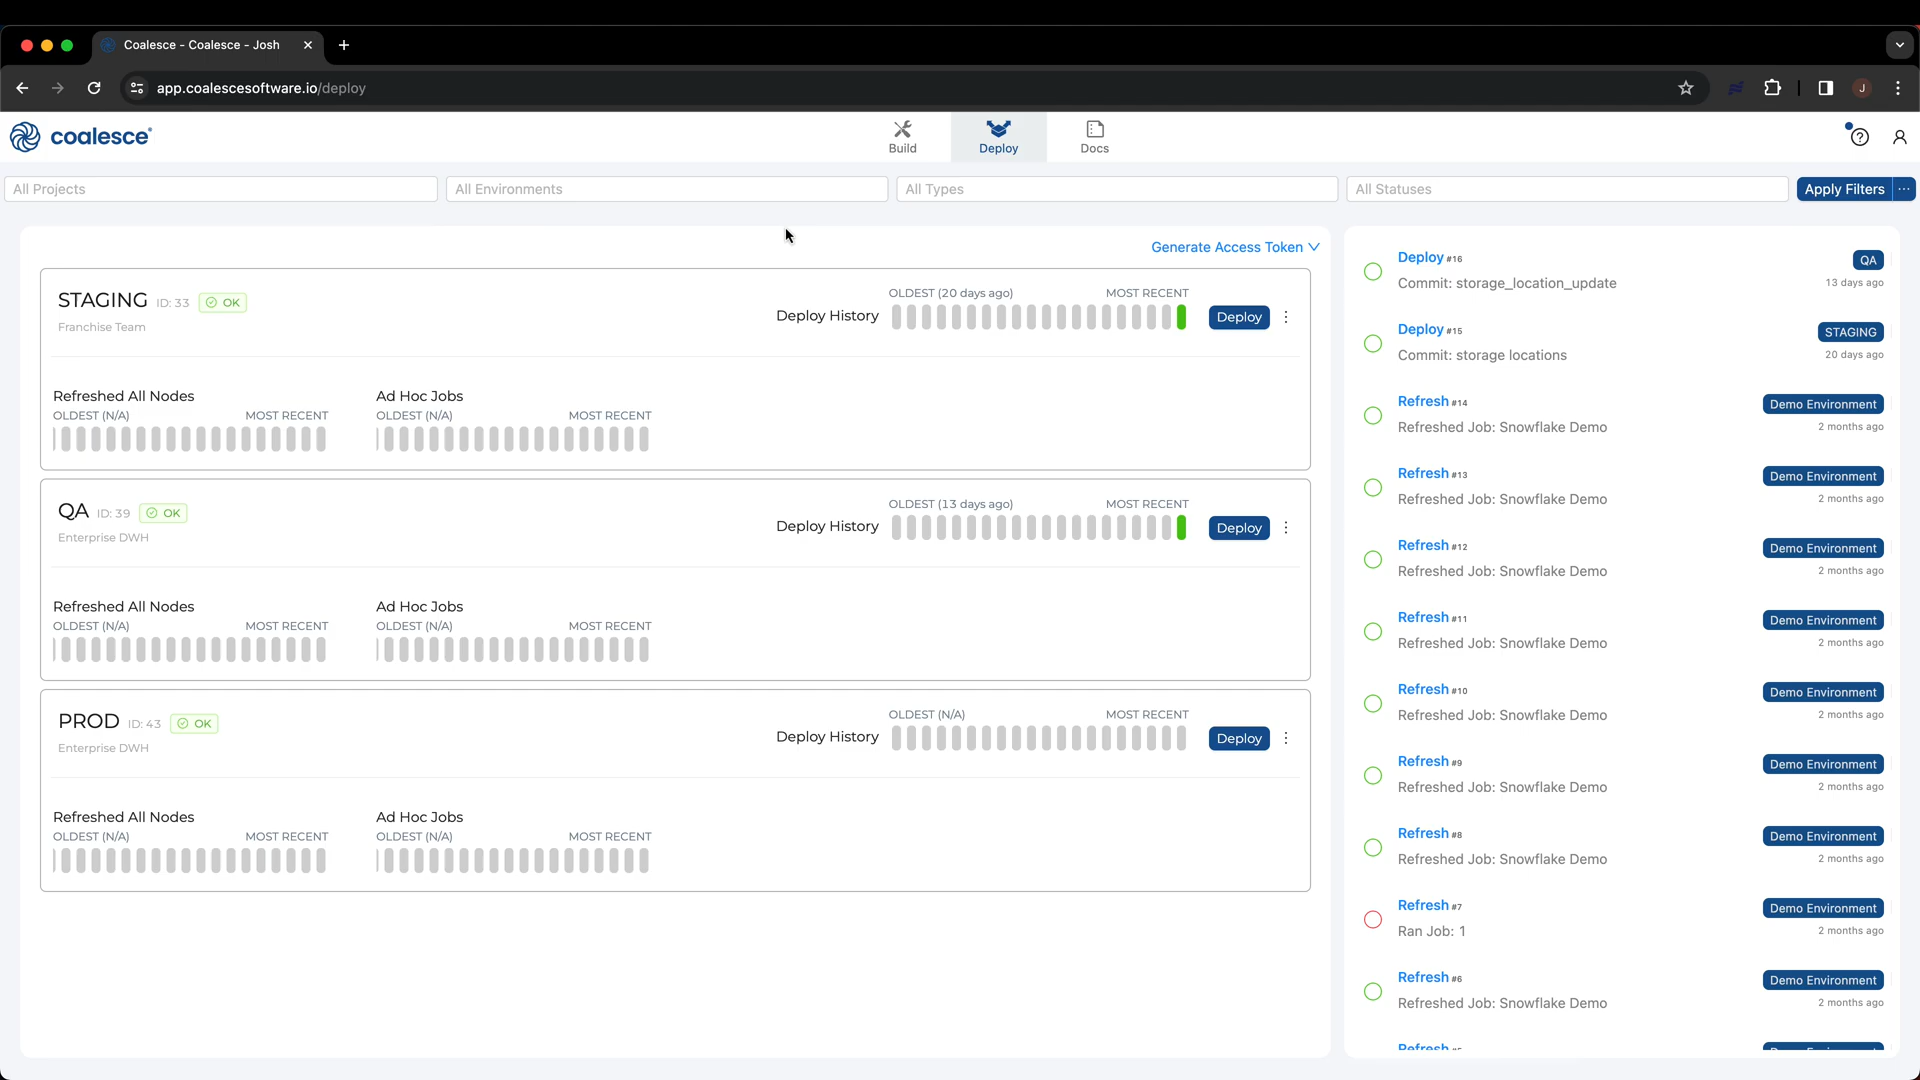 Coalesce - Coalesce - Josh
app.coalescesoftware.io/deploy
J
coalesce
Build
Deploy
Docs
All Projects
All Environments
All Types
All Statuses
Apply Filters
Generate Access Token
STAGING ID: 33 OK
Franchise Team
Deploy History
OLDEST (20 days ago) MOST RECENT
Deploy
Refreshed All Nodes
OLDEST (N/A) MOST RECENT
Ad Hoc Jobs
OLDEST (N/A) MOST RECENT
QA ID: 39 OK
Enterprise DWH
Deploy History
OLDEST (13 days ago) MOST RECENT
Deploy
Refreshed All Nodes
OLDEST (N/A) MOST RECENT
Ad Hoc Jobs
OLDEST (N/A) MOST RECENT
PROD ID: 43 OK
Enterprise DWH
Deploy History
OLDEST (N/A) MOST RECENT
Deploy
Refreshed All Nodes
OLDEST (N/A) MOST RECENT
Ad Hoc Jobs
OLDEST (N/A) MOST RECENT
Deploy #16 QA
Commit: storage_location_update 13 days ago
Deploy #15 STAGING
Commit: storage locations 20 days ago
Refresh #14 Demo Environment
Refreshed Job: Snowflake Demo 2 months ago
Refresh #13 Demo Environment
Refreshed Job: Snowflake Demo 2 months ago
Refresh #12 Demo Environment
Refreshed Job: Snowflake Demo 2 months ago
Refresh #11 Demo Environment
Refreshed Job: Snowflake Demo 2 months ago
Refresh #10 Demo Environment
Refreshed Job: Snowflake Demo 2 months ago
Refresh #9 Demo Environment
Refreshed Job: Snowflake Demo 2 months ago
Refresh #8 Demo Environment
Refreshed Job: Snowflake Demo 2 months ago
Refresh #7 Demo Environment
Ran Job: 1 2 months ago
Refresh #6 Demo Environment
Refreshed Job: Snowflake Demo 2 months ago
Refresh